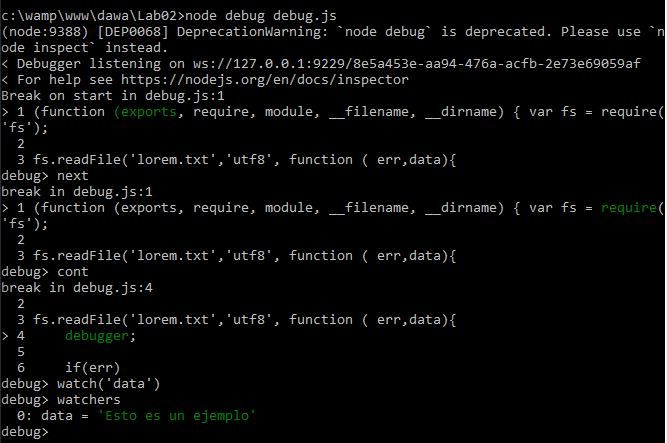 c:\wamp\www\dawa\Lab02>node debug debug.js
(node:9388) [DEP0068] DeprecationWarning: `node debug` is deprecated. Please use `n
ode inspect` instead.
< Debugger listening on ws://127.0.0.1:9229/8e5a453e-aa94-476a-acfb-2e73e69059af
< For help see https://nodejs.org/en/docs/inspector
Break on start in debug.js:1
> 1 (function (exports, require, module, __filename, __dirname) { var fs = require(
'fs');
  2
  3 fs.readFile('lorem.txt','utf8', function ( err,data){
debug> next
break in debug.js:1
> 1 (function (exports, require, module, __filename, __dirname) { var fs = require(
'fs');
  2
  3 fs.readFile('lorem.txt','utf8', function ( err,data){
debug> cont
break in debug.js:4
  2
  3 fs.readFile('lorem.txt','utf8', function ( err,data){
> 4     debugger;
  5
  6     if(err)
debug> watch('data')
debug> watchers
  0: data = 'Esto es un ejemplo'
debug>